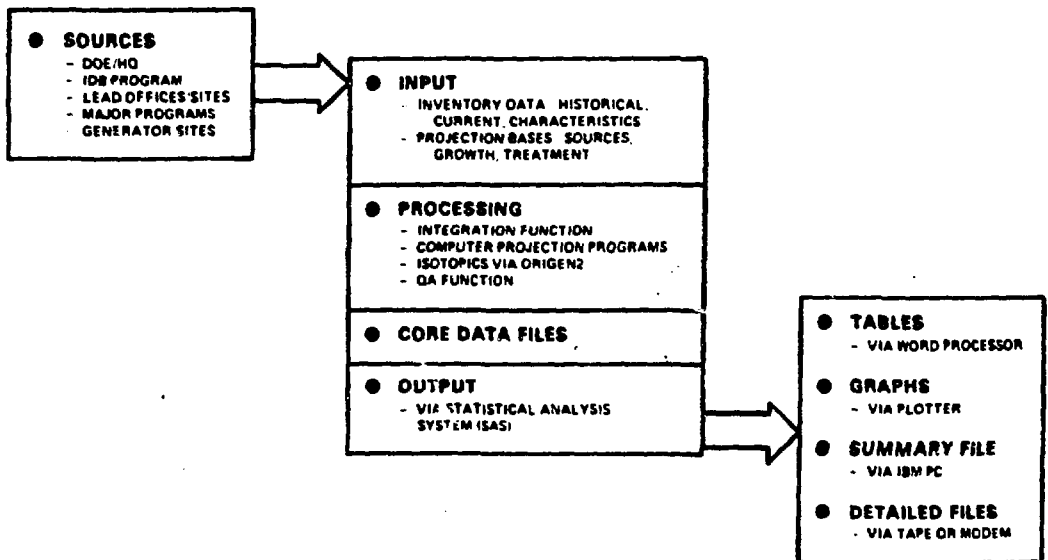 ● SOURCES
- DOE/HQ
- IDB PROGRAM
- LEAD OFFICES SITES
- MAJOR PROGRAMS
GENERATOR SITES
● INPUT
- INVENTORY DATA HISTORICAL,
CURRENT, CHARACTERISTICS
- PROJECTION BASES SOURCES,
GROWTH, TREATMENT
● PROCESSING
- INTEGRATION FUNCTION
- COMPUTER PROJECTION PROGRAMS
- ISOTOPICS VIA ORIGEN2
- QA FUNCTION
● CORE DATA FILES
● OUTPUT
- VIA STATISTICAL ANALYSIS
SYSTEM (SAS)
● TABLES
- VIA WORD PROCESSOR
● GRAPHS
- VIA PLOTTER
● SUMMARY FILE
- VIA IBM PC
● DETAILED FILES
- VIA TAPE OR MODEM